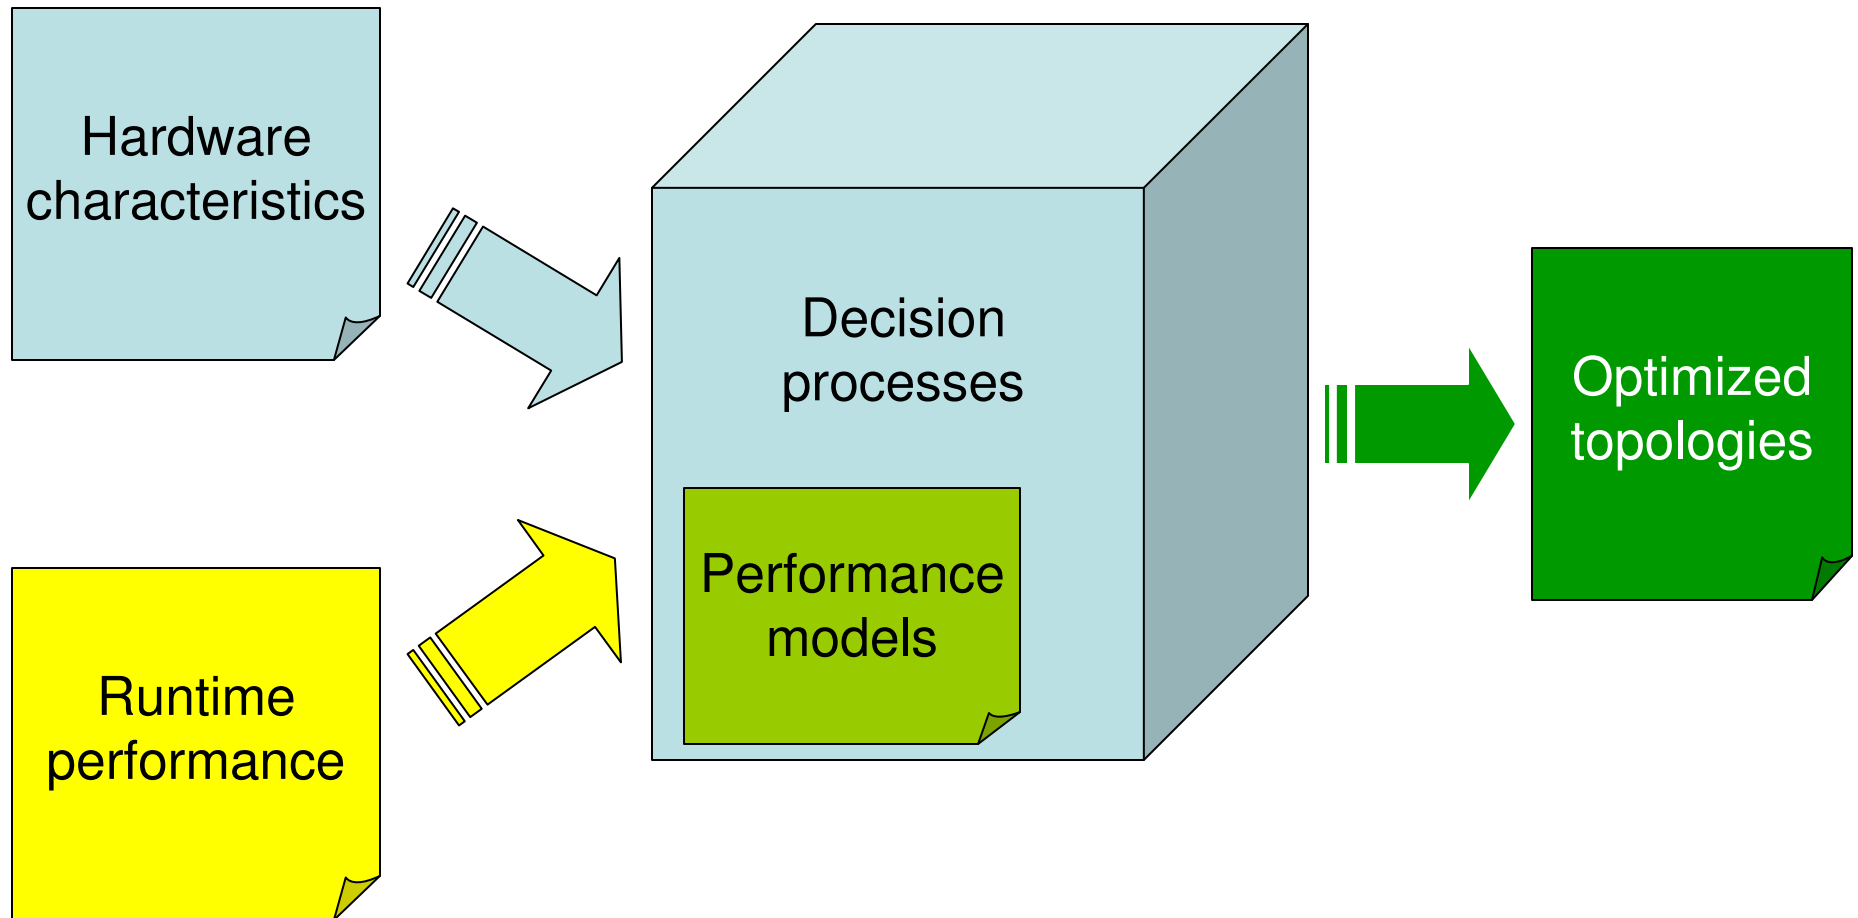 Hardware
characteristics
Runtime
performance
Decision
processes
Performance
models
Optimized
topologies